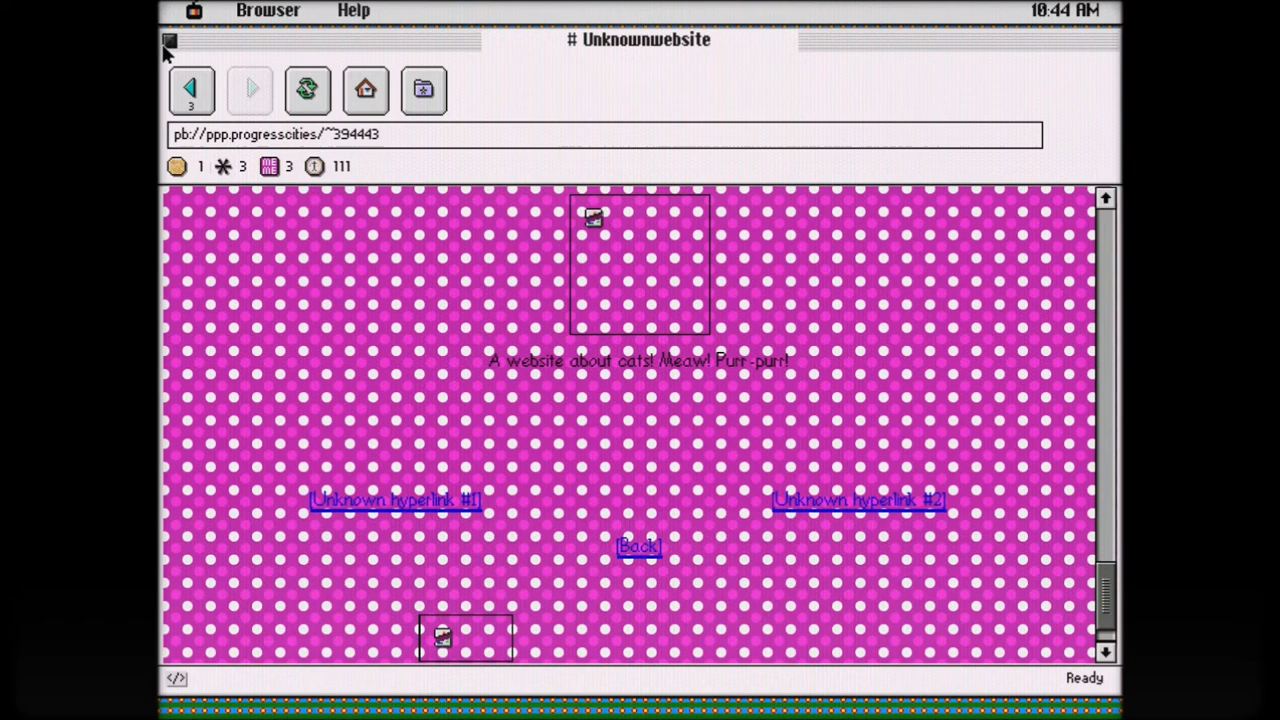 Browser Help 10:44 AM
# Unknownwebsite
3
pb://ppp.progresscities/~394443
1 3 MEME 3 111
A website about cats! Meaw! Purr-purr!
[Unknown hyperlink #1] [Unknown hyperlink #2]
[Back]
</> Ready